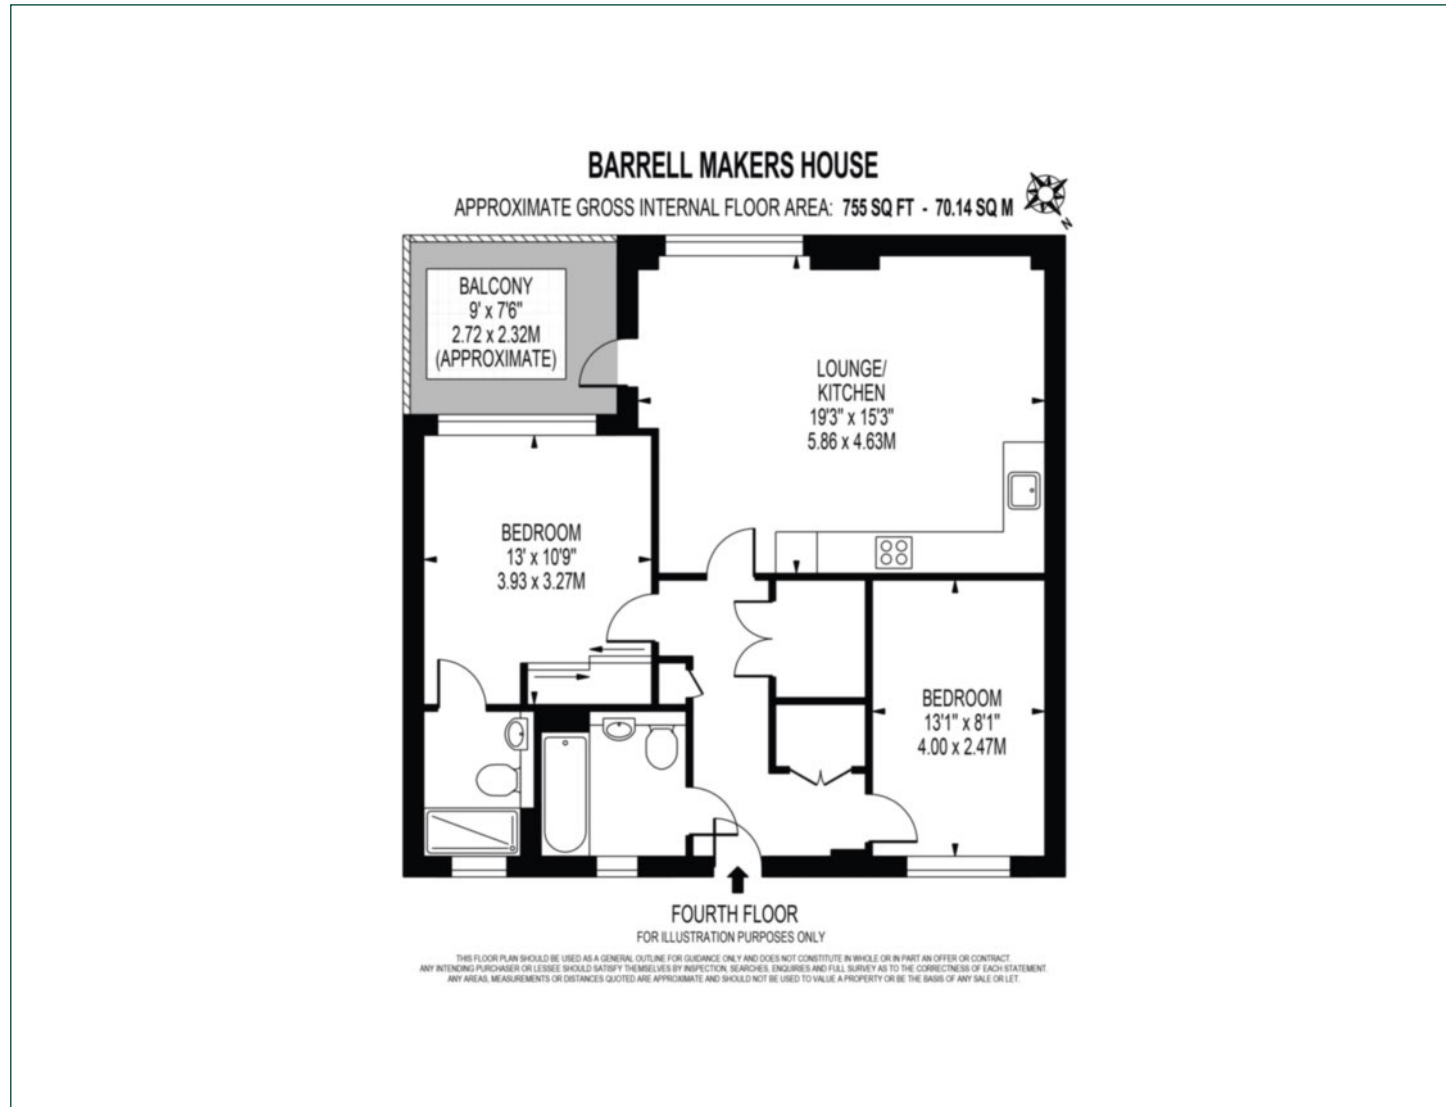 BARRELL MAKERS HOUSE
APPROXIMATE GROSS INTERNAL FLOOR AREA: 755 SQ FT - 70.14 SQ M
N
BALCONY
9' x 7'6"
2.72 x 2.32M
(APPROXIMATE)
LOUNGE/
KITCHEN
19'3" x 15'3"
5.86 x 4.63M
BEDROOM
13' x 10'9"
3.93 x 3.27M
BEDROOM
13'1" x 8'1"
4.00 x 2.47M
FOURTH FLOOR
FOR ILLUSTRATION PURPOSES ONLY
THIS FLOOR PLAN SHOULD BE USED AS A GENERAL OUTLINE FOR GUIDANCE ONLY AND DOES NOT CONSTITUTE IN WHOLE OR IN PART AN OFFER OR CONTRACT.
ANY INTENDING PURCHASER OR LESSEE SHOULD SATISFY THEMSELVES BY INSPECTION, SEARCHES, ENQUIRIES AND FULL SURVEY AS TO THE CORRECTNESS OF EACH STATEMENT.
ANY AREAS, MEASUREMENTS OR DISTANCES QUOTED ARE APPROXIMATE AND SHOULD NOT BE USED TO VALUE A PROPERTY OR BE THE BASIS OF ANY SALE OR LET.